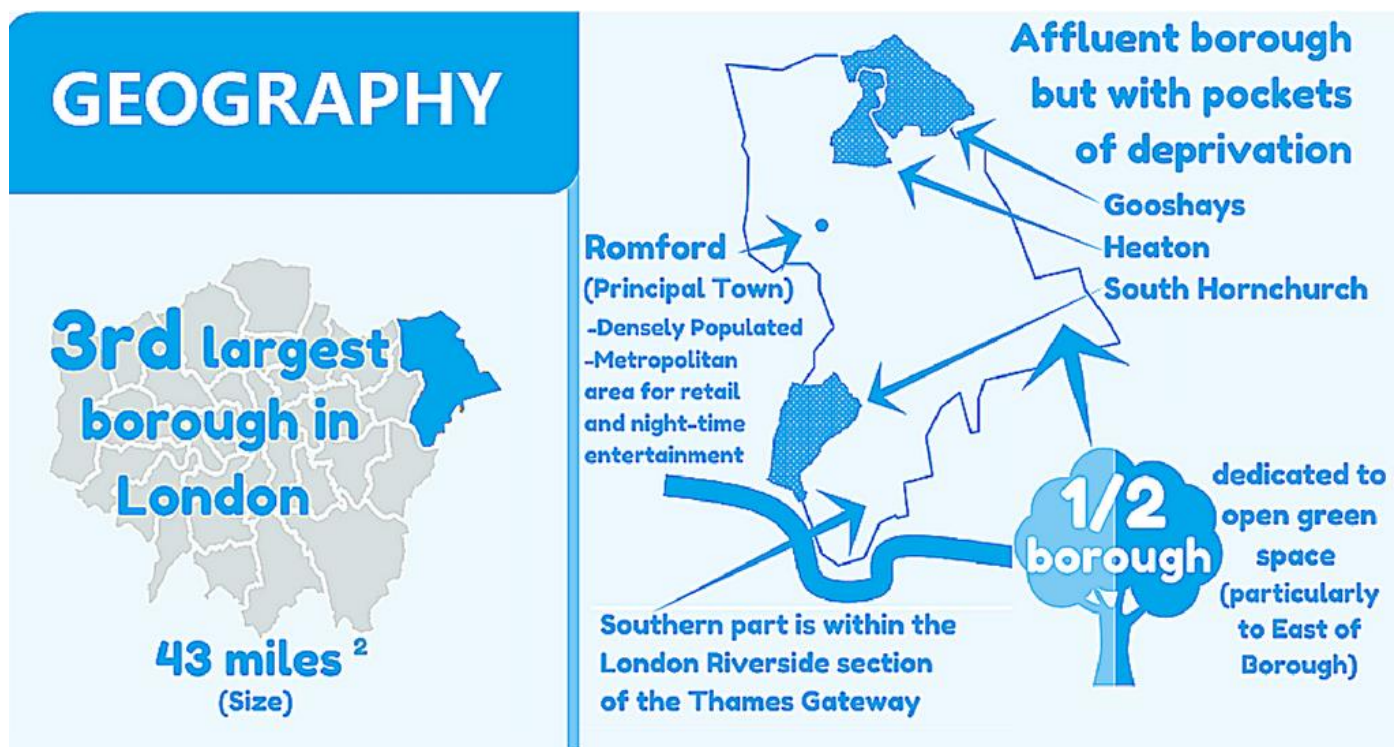 GEOGRAPHY
3rd largest
borough in
London
43 miles 2
(Size)
Affluent borough
but with pockets
of deprivation
Gooshays
Heaton
South Hornchurch
Romford
(Principal Town)
-Densely Populated
-Metropolitan
area for retail
and night-time
entertainment
1/2
borough
dedicated to
open green
space
(particularly
to East of
Borough)
Southern part is within the
London Riverside section
of the Thames Gateway